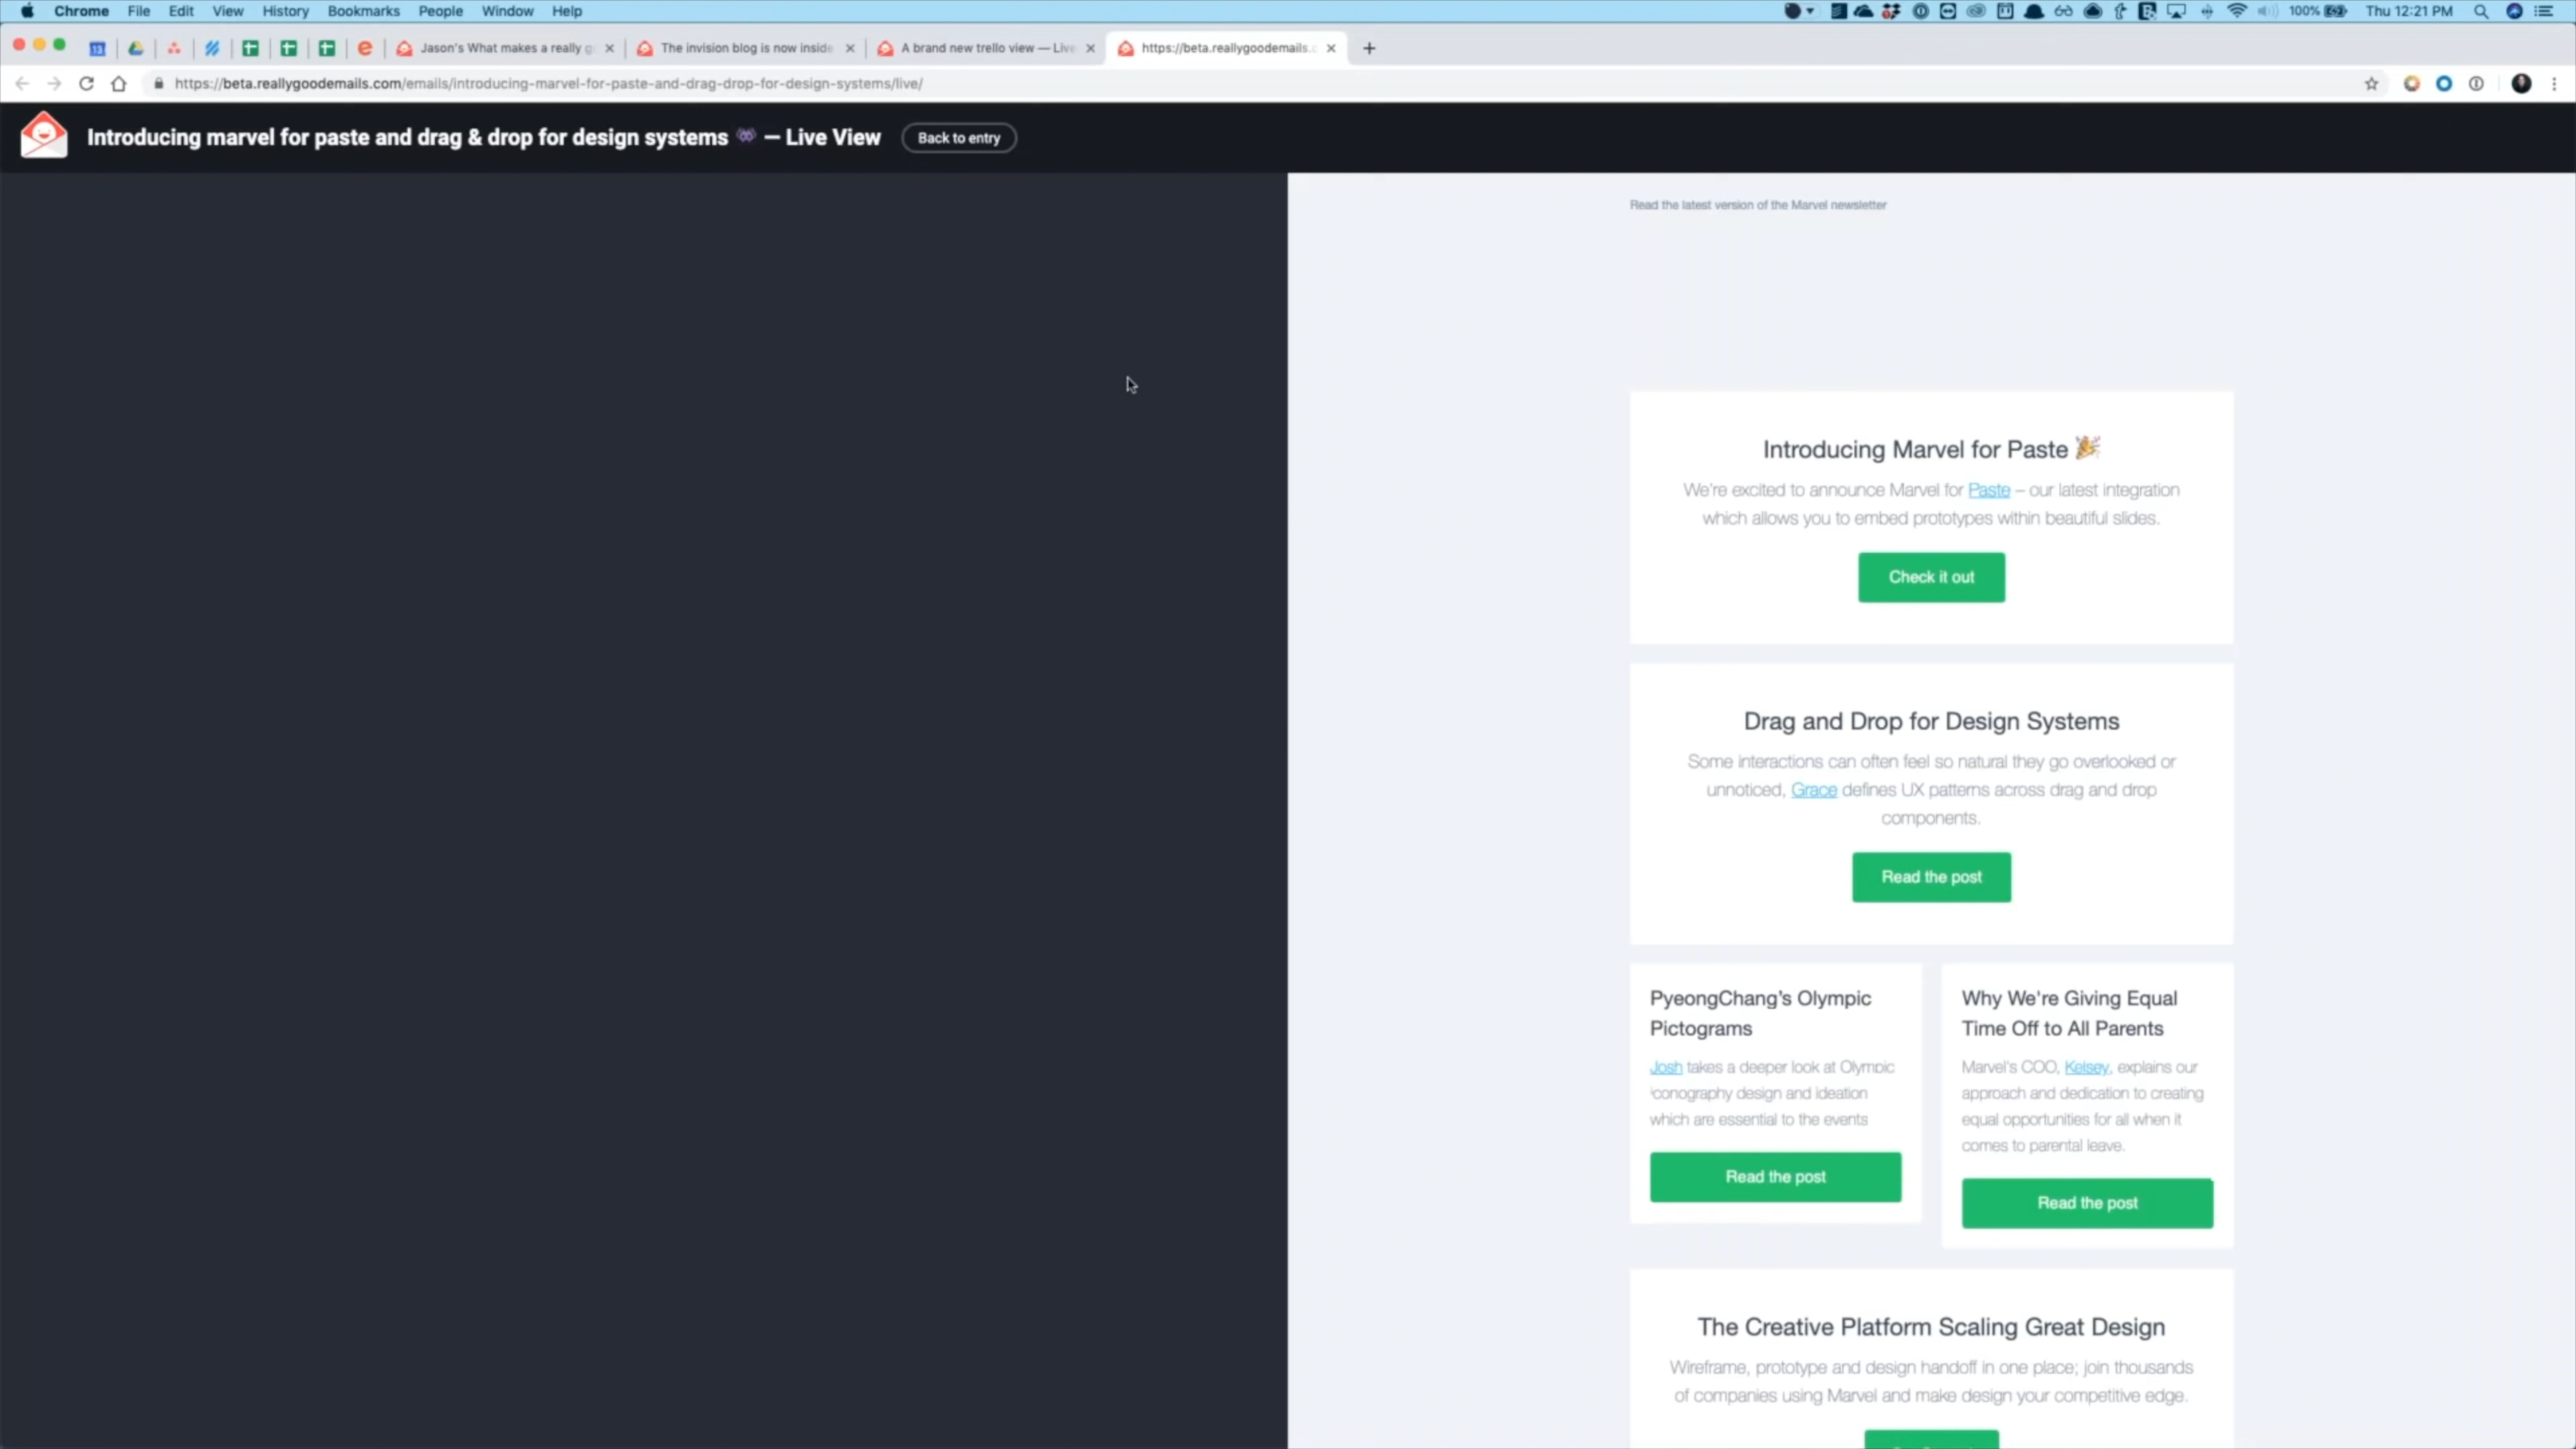 Chrome File Edit View History Bookmarks People Window Help
100% Thu 12:21 PM
13
Jason's What makes a really g
The invision blog is now inside
A brand new trello view — Live
https://beta.reallygoodemails.c
https://beta.reallygoodemails.com/emails/introducing-marvel-for-paste-and-drag-drop-for-design-systems/live/
Introducing marvel for paste and drag & drop for design systems 👾 — Live View
Back to entry
Read the latest version of the Marvel newsletter
Introducing Marvel for Paste 🎉
We're excited to announce Marvel for Paste – our latest integration
which allows you to embed prototypes within beautiful slides.
Check it out
Drag and Drop for Design Systems
Some interactions can often feel so natural they go overlooked or
unnoticed, Grace defines UX patterns across drag and drop
components.
Read the post
PyeongChang's Olympic
Pictograms
Josh takes a deeper look at Olympic
iconography design and ideation
which are essential to the events
Read the post
Why We're Giving Equal
Time Off to All Parents
Marvel's COO, Kelsey, explains our
approach and dedication to creating
equal opportunities for all when it
comes to parental leave.
Read the post
The Creative Platform Scaling Great Design
Wireframe, prototype and design handoff in one place; join thousands
of companies using Marvel and make design your competitive edge.